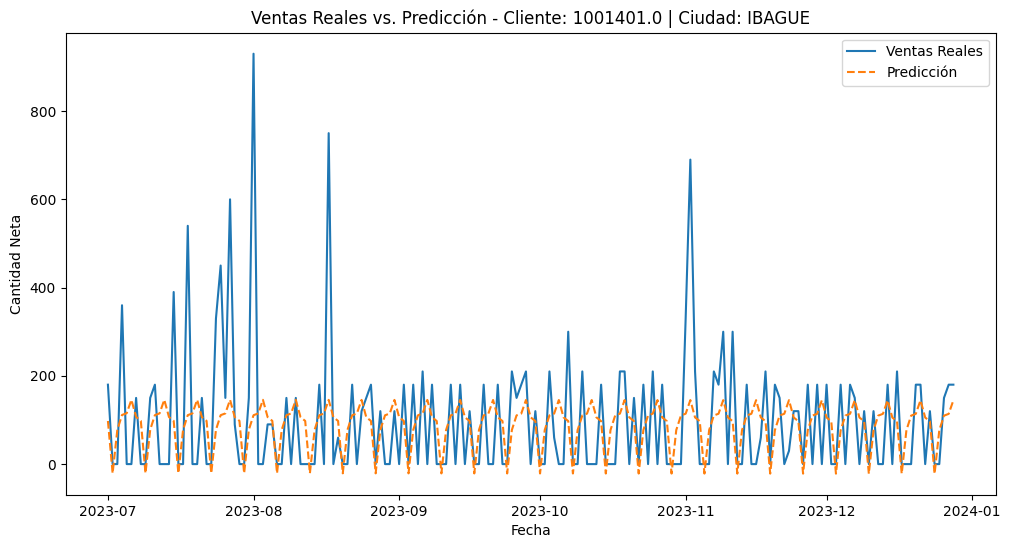 Ventas Reales vs. Predicción - Cliente: 1001401.0 | Ciudad: IBAGUE
Ventas Reales
Predicción
Cantidad Neta
800
600
400
200
0
2023-07
2023-08
2023-09
2023-10
2023-11
2023-12
2024-01
Fecha